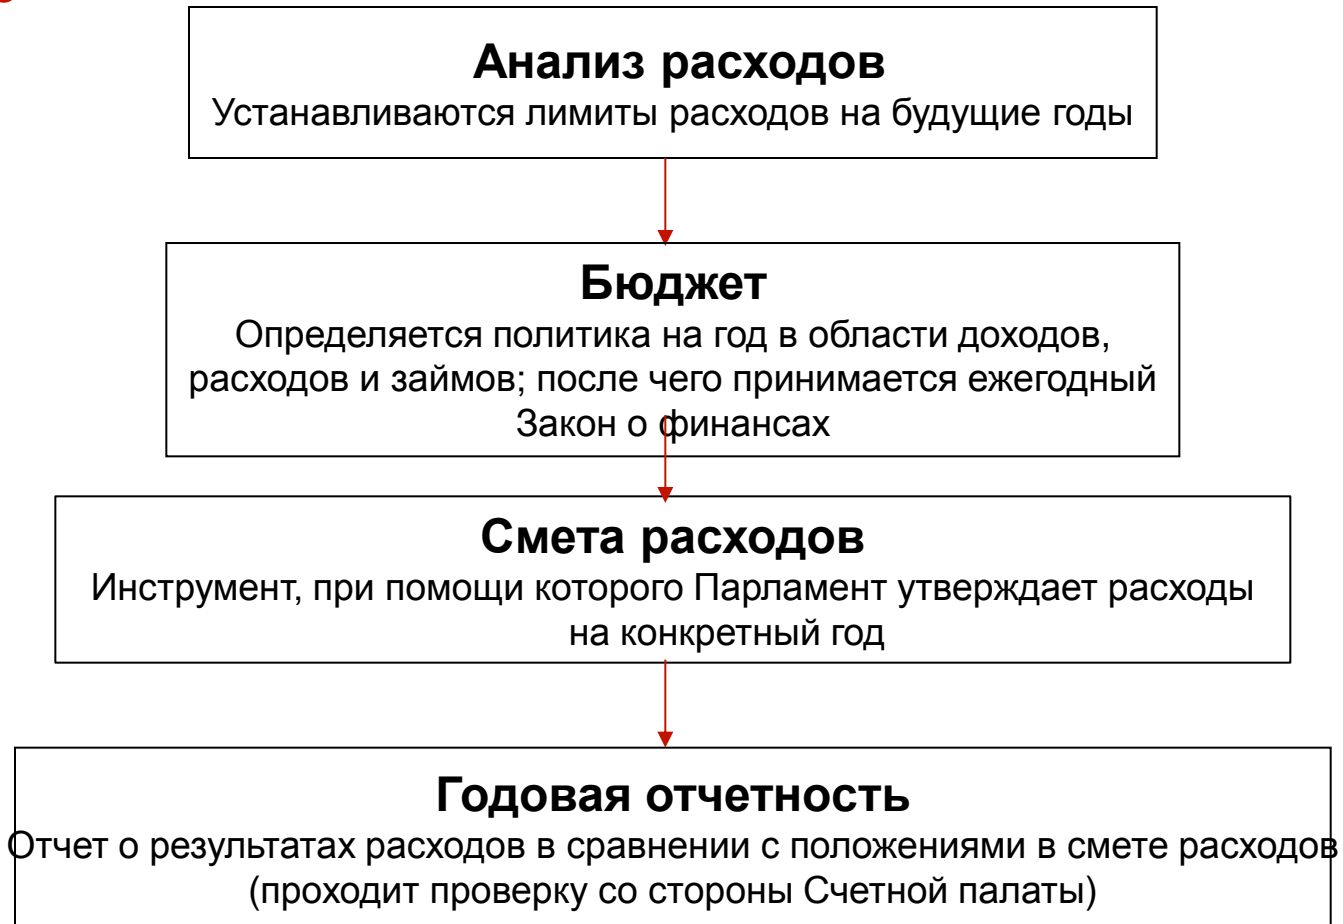 Анализ расходов
Устанавливаются лимиты расходов на будущие годы
Бюджет
Определяется политика на год в области доходов,
расходов и займов; после чего принимается ежегодный
Закон о финансах
Смета расходов
Инструмент, при помощи которого Парламент утверждает расходы
на конкретный год
Годовая отчетность
Отчет о результатах расходов в сравнении с положениями в смете расходов
(проходит проверку со стороны Счетной палаты)